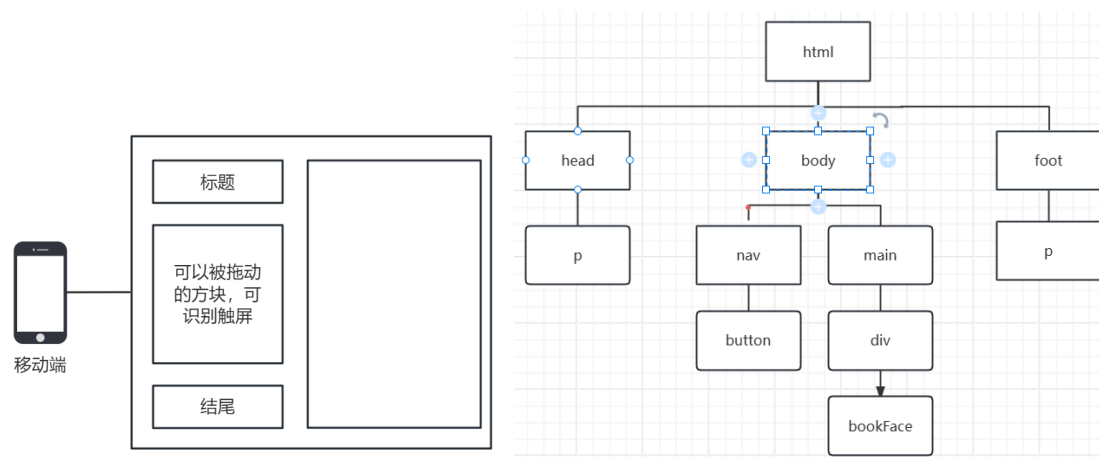 标题
可以被拖动
的方块，可
识别触屏
结尾
移动端
html
head
body
foot
p
nav
main
p
button
div
bookFace